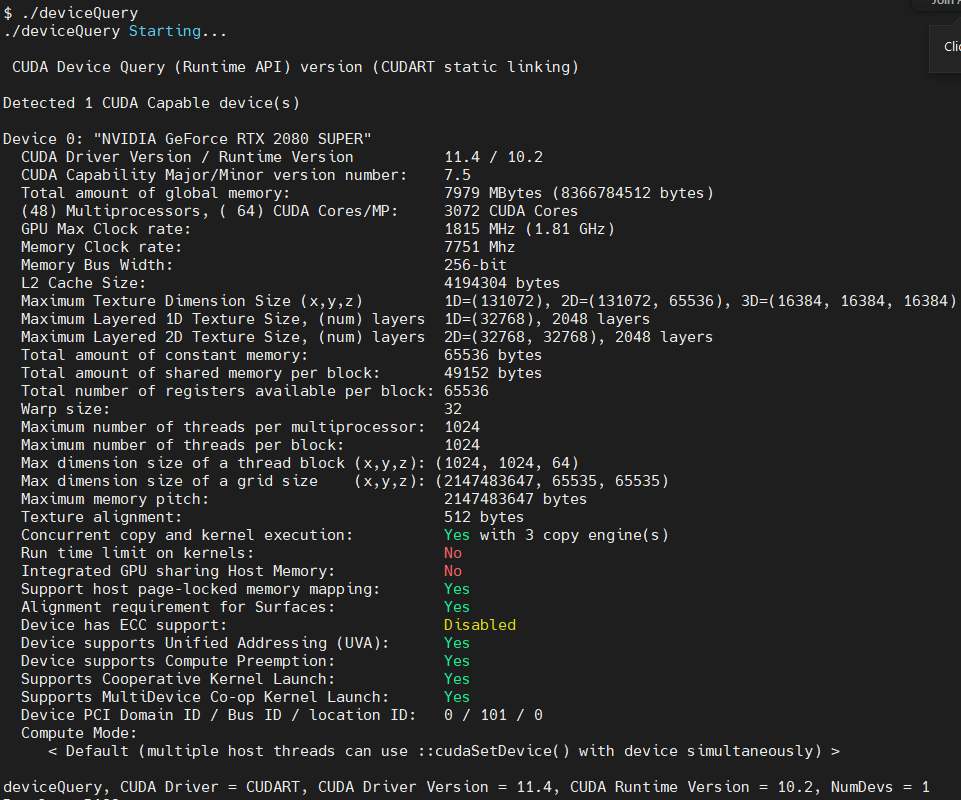 Join
$ ./deviceQuery
./deviceQuery Starting...
Clic
CUDA Device Query (Runtime API) version (CUDART static linking)
Detected 1 CUDA Capable device(s)
Device 0: "NVIDIA GeForce RTX 2080 SUPER"
CUDA Driver Version / Runtime Version 11.4 / 10.2
CUDA Capability Major/Minor version number: 7.5
Total amount of global memory: 7979 MBytes (8366784512 bytes)
(48) Multiprocessors, ( 64) CUDA Cores/MP: 3072 CUDA Cores
GPU Max Clock rate: 1815 MHz (1.81 GHz)
Memory Clock rate: 7751 Mhz
Memory Bus Width: 256-bit
L2 Cache Size: 4194304 bytes
Maximum Texture Dimension Size (x,y,z) 1D=(131072), 2D=(131072, 65536), 3D=(16384, 16384, 16384)
Maximum Layered 1D Texture Size, (num) layers 1D=(32768), 2048 layers
Maximum Layered 2D Texture Size, (num) layers 2D=(32768, 32768), 2048 layers
Total amount of constant memory: 65536 bytes
Total amount of shared memory per block: 49152 bytes
Total number of registers available per block: 65536
Warp size: 32
Maximum number of threads per multiprocessor: 1024
Maximum number of threads per block: 1024
Max dimension size of a thread block (x,y,z): (1024, 1024, 64)
Max dimension size of a grid size (x,y,z): (2147483647, 65535, 65535)
Maximum memory pitch: 2147483647 bytes
Texture alignment: 512 bytes
Concurrent copy and kernel execution: Yes with 3 copy engine(s)
Run time limit on kernels: No
Integrated GPU sharing Host Memory: No
Support host page-locked memory mapping: Yes
Alignment requirement for Surfaces: Yes
Device has ECC support: Disabled
Device supports Unified Addressing (UVA): Yes
Device supports Compute Preemption: Yes
Supports Cooperative Kernel Launch: Yes
Supports MultiDevice Co-op Kernel Launch: Yes
Device PCI Domain ID / Bus ID / location ID: 0 / 101 / 0
Compute Mode:
< Default (multiple host threads can use ::cudaSetDevice() with device simultaneously) >
deviceQuery, CUDA Driver = CUDART, CUDA Driver Version = 11.4, CUDA Runtime Version = 10.2, NumDevs = 1